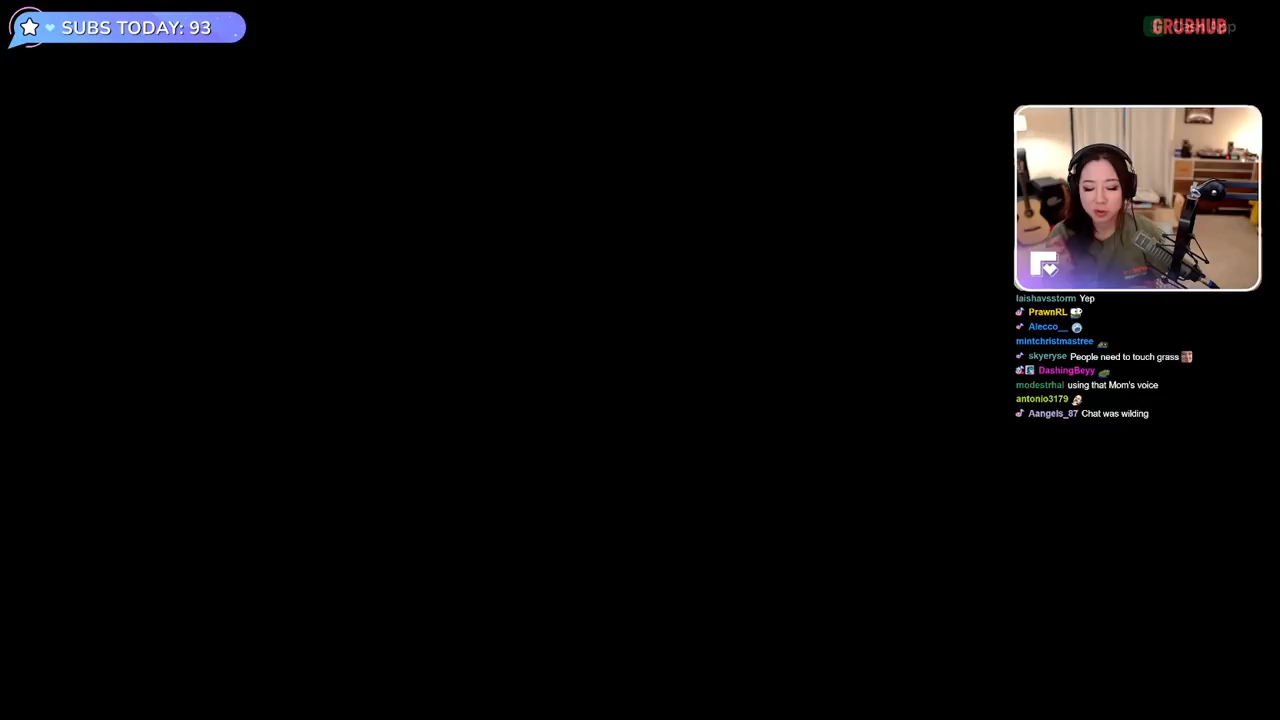 SUBS TODAY: 93
GRUBHUB
laishavsstorm Yep
PrawnRL
Alecco__
mintchristmastree
skyeryse People need to touch grass
DashingBeyy
modestrhal using that Mom's voice
antonio3179
Aangels_87 Chat was wilding